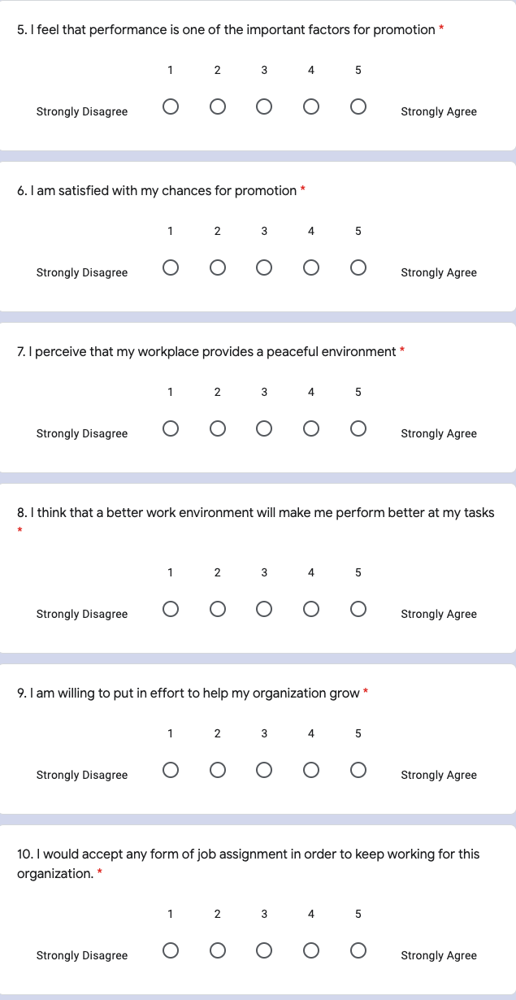 5. I feel that performance is one of the important factors for promotion *
1 2 3 4 5
Strongly Disagree Strongly Agree
6. I am satisfied with my chances for promotion *
1 2 3 4 5
Strongly Disagree Strongly Agree
7. I perceive that my workplace provides a peaceful environment *
1 2 3 4 5
Strongly Disagree Strongly Agree
8. I think that a better work environment will make me perform better at my tasks
*
1 2 3 4 5
Strongly Disagree Strongly Agree
9. I am willing to put in effort to help my organization grow *
1 2 3 4 5
Strongly Disagree Strongly Agree
10. I would accept any form of job assignment in order to keep working for this
organization. *
1 2 3 4 5
Strongly Disagree Strongly Agree